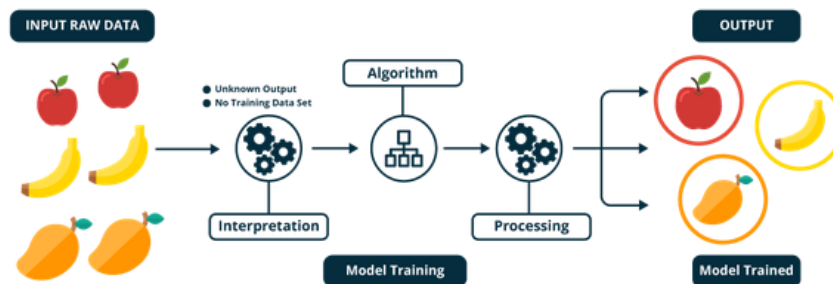 INPUT RAW DATA
OUTPUT
Algorithm
Unknown Output
No Training Data Set
Interpretation
Processing
Model Training
Model Trained